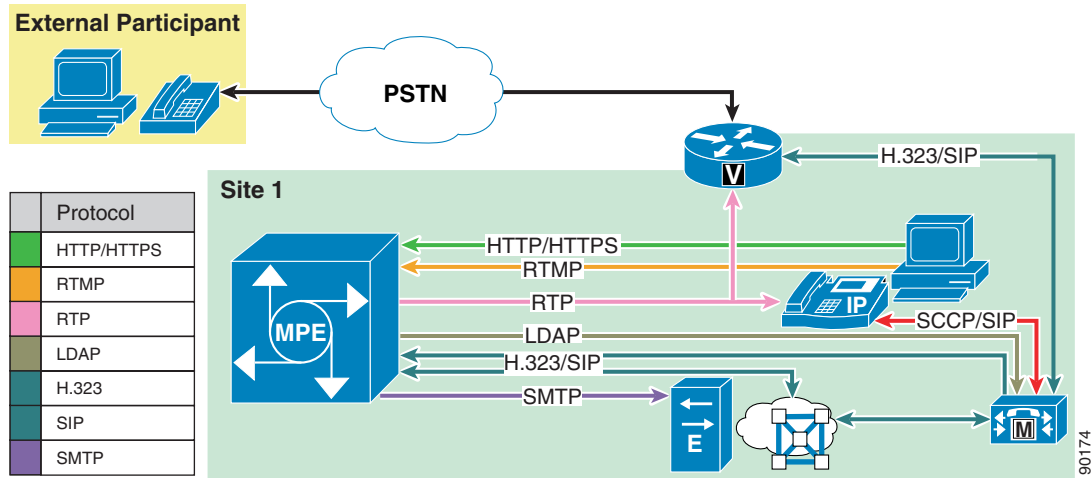 External Participant
PSTN
V
H.323/SIP
Site 1
Protocol
HTTP/HTTPS
RTMP
RTP
LDAP
H.323
SIP
SMTP
MPE
HTTP/HTTPS
RTMP
RTP
IP
SCCP/SIP
LDAP
H.323/SIP
SMTP
E
M
90174